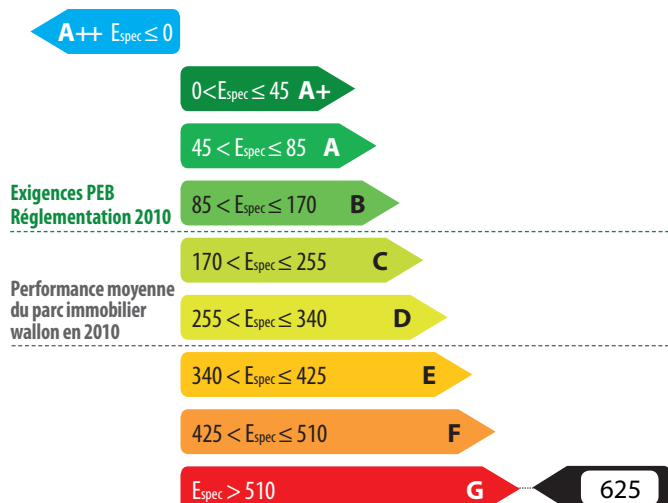 A++ Espec ≤ 0
0<Espec ≤ 45 A+
45 < Espec ≤ 85 A
Exigences PEB
Réglementation 2010
85 < Espec ≤ 170 B
170 < Espec ≤ 255 C
Performance moyenne
du parc immobilier
wallon en 2010
255 < Espec ≤ 340 D
340 < Espec ≤ 425 E
425 < Espec ≤ 510 F
Espec > 510 G 625